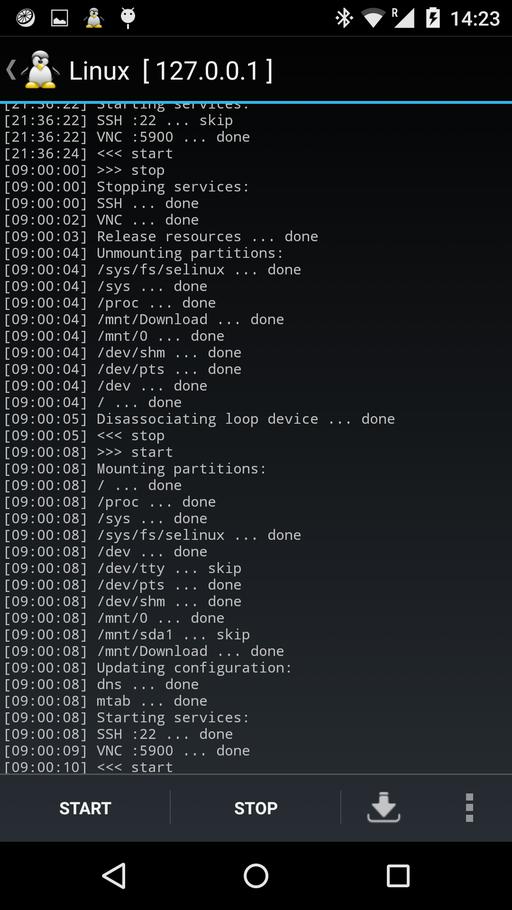 R 14:23
Linux [ 127.0.0.1 ]
[21:36:22] Starting services:
[21:36:22] SSH :22 ... skip
[21:36:22] VNC :5900 ... done
[21:36:24] <<< start
[09:00:00] >>> stop
[09:00:00] Stopping services:
[09:00:00] SSH ... done
[09:00:02] VNC ... done
[09:00:03] Release resources ... done
[09:00:04] Unmounting partitions:
[09:00:04] /sys/fs/selinux ... done
[09:00:04] /sys ... done
[09:00:04] /proc ... done
[09:00:04] /mnt/Download ... done
[09:00:04] /mnt/0 ... done
[09:00:04] /dev/shm ... done
[09:00:04] /dev/pts ... done
[09:00:04] /dev ... done
[09:00:04] / ... done
[09:00:05] Disassociating loop device ... done
[09:00:05] <<< stop
[09:00:08] >>> start
[09:00:08] Mounting partitions:
[09:00:08] / ... done
[09:00:08] /proc ... done
[09:00:08] /sys ... done
[09:00:08] /sys/fs/selinux ... done
[09:00:08] /dev ... done
[09:00:08] /dev/tty ... skip
[09:00:08] /dev/pts ... done
[09:00:08] /dev/shm ... done
[09:00:08] /mnt/0 ... done
[09:00:08] /mnt/sda1 ... skip
[09:00:08] /mnt/Download ... done
[09:00:08] Updating configuration:
[09:00:08] dns ... done
[09:00:08] mtab ... done
[09:00:08] Starting services:
[09:00:08] SSH :22 ... done
[09:00:09] VNC :5900 ... done
[09:00:10] <<< start
START STOP